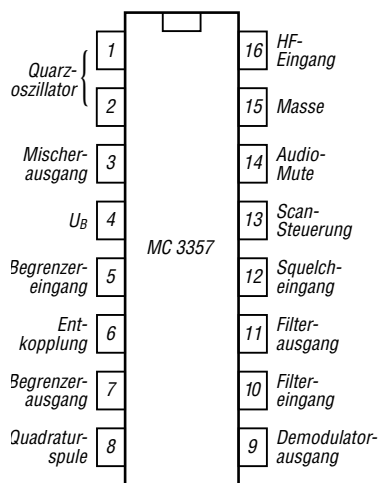 1
Quarz-
oszillator
2
Mischer-
ausgang
3
UB
4
Begrenzer-
eingang
5
Ent-
kopplung
6
Begrenzer-
ausgang
7
Quadratur-
spule
8
MC 3357
16
HF-
Eingang
15
Masse
14
Audio-
Mute
13
Scan-
Steuerung
12
Squelch-
eingang
11
Filter-
ausgang
10
Filter-
eingang
9
Demodulator-
ausgang